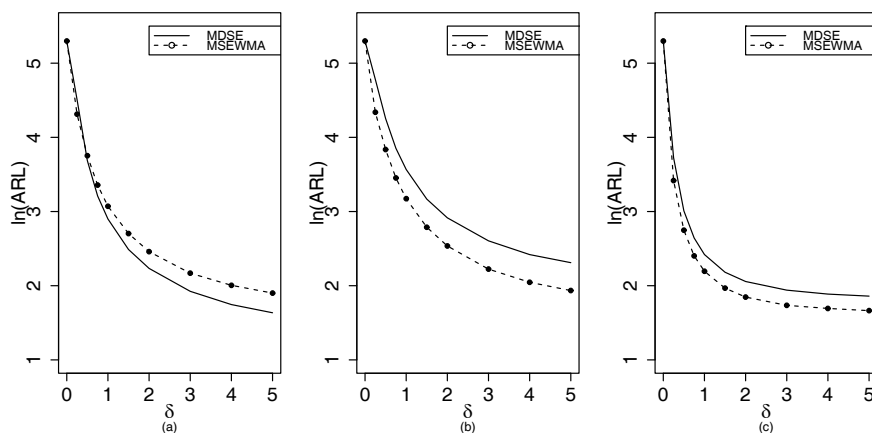 MDSE
MSEWMA
ln(ARL)
5
4
3
2
1
0 1 2 3 4 5
δ
(a)
MDSE
MSEWMA
ln(ARL)
5
4
3
2
1
0 1 2 3 4 5
δ
(b)
MDSE
MSEWMA
ln(ARL)
5
4
3
2
1
0 1 2 3 4 5
δ
(c)